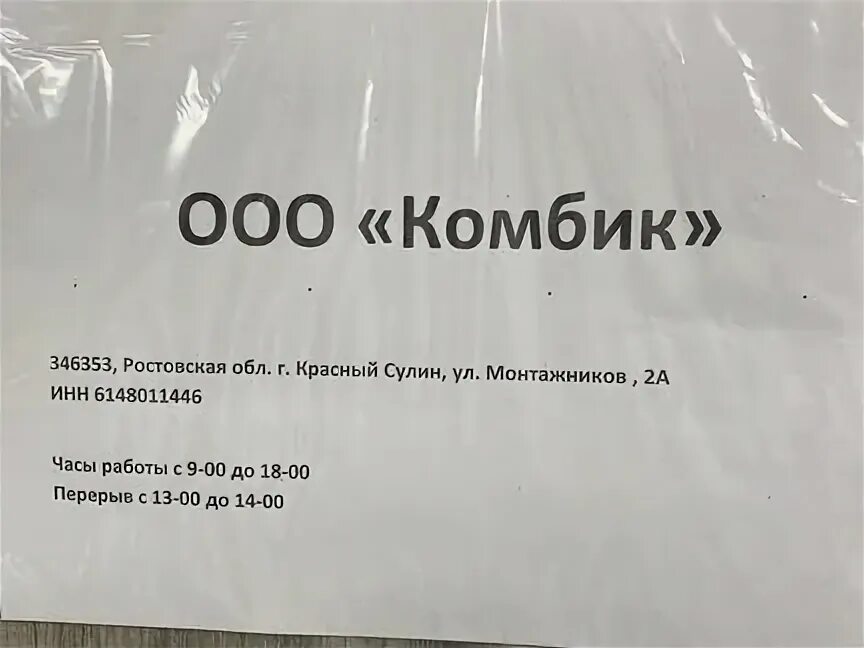 ООО «Комбик»
346353, Ростовская обл. г. Красный Сулин, ул. Монтажников , 2А
ИНН 6148011446
Часы работы с 9-00 до 18-00
Перерыв с 13-00 до 14-00